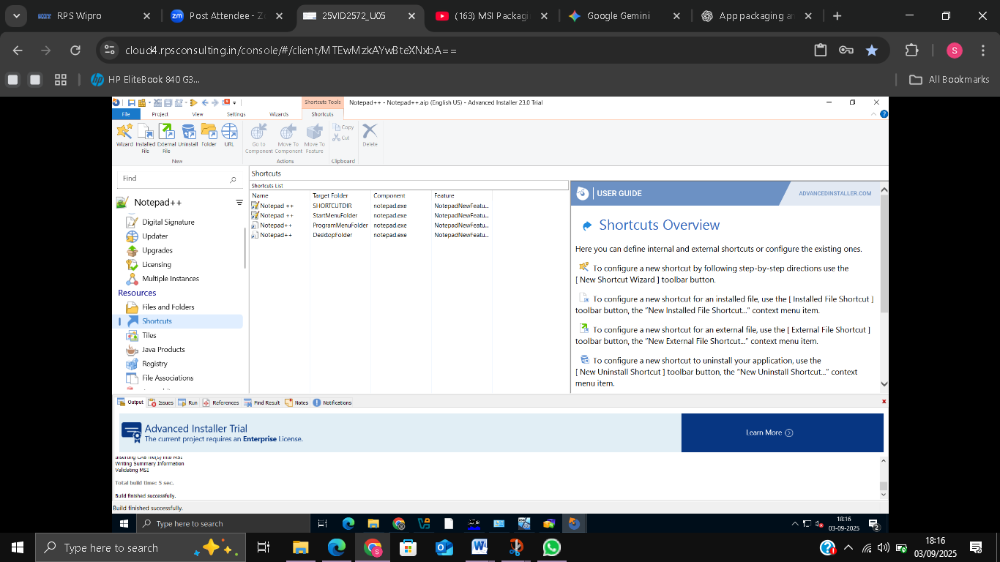 RPS Wipro
Post Attendee - Z
25VID2572_U05
(163) MSI Packagi
Google Gemini
App packaging a
cloud4.rpsconsulting.in/console/#/client/MTEwMzkAYwBteXNxbA==
S
HP EliteBook 840 G3...
All Bookmarks
Shortcuts Tools
Notepad++ - Notepad++.aip (English US) - Advanced Installer 23.0 Trial
File
Project
View
Settings
Wizards
Shortcuts
Wizard
Installed File
External File
Uninstall
Folder
URL
Go to Component
Move To Component
Move To Feature
Copy
Cut
Delete
New
Actions
Clipboard
Find
Notepad++
Digital Signature
Updater
Upgrades
Licensing
Multiple Instances
Resources
Files and Folders
Shortcuts
Tiles
Java Products
Registry
File Associations
Shortcuts
Shortcuts List
Name Target Folder Component Feature
Notepad ++ SHORTCUTDIR notepad.exe NotepadNewFeatu...
Notepad ++ StartMenuFolder notepad.exe NotepadNewFeatu...
Notepad++ ProgramMenuFolder notepad.exe NotepadNewFeatu...
Notepad++ DesktopFolder notepad.exe NotepadNewFeatu...
USER GUIDE
ADVANCEDINSTALLER.COM
Shortcuts Overview
Here you can define internal and external shortcuts or configure the existing ones.
To configure a new shortcut by following step-by-step directions use the
[ New Shortcut Wizard ] toolbar button.
To configure a new shortcut for an installed file, use the [ Installed File Shortcut ]
toolbar button, the "New Installed File Shortcut..." context menu item.
To configure a new shortcut for an external file, use the [ External File Shortcut ]
toolbar button, the "New External File Shortcut..." context menu item.
To configure a new shortcut to uninstall your application, use the
[ New Uninstall Shortcut ] toolbar button, the "New Uninstall Shortcut..." context
menu item.
Output
Issues
Run
References
Find Result
Notes
Notifications
Advanced Installer Trial
The current project requires an Enterprise License.
Learn More
Inserting CAB file(s) into MSI
Writing Summary Information
Validating MSI
Total build time: 5 sec.
Build finished successfully.
Build finished successfully.
Type here to search
18:16
03-09-2025
2
Type here to search
18:16
03/09/2025